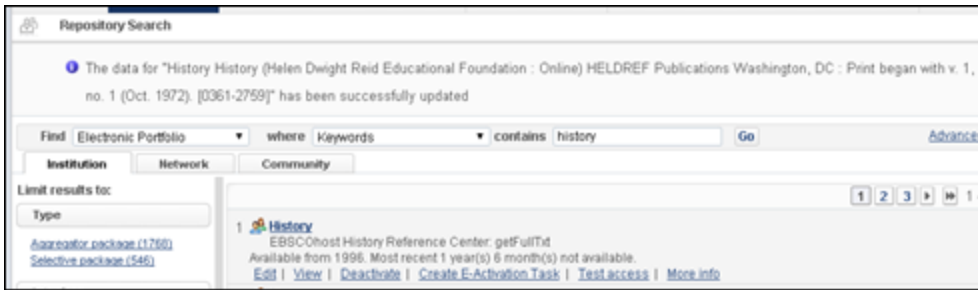 Repository Search
The data for "History History (Helen Dwight Reid Educational Foundation : Online) HELDREF Publications Washington, DC : Print began with v. 1,
no. 1 (Oct. 1972). [0361-2759]" has been successfully updated
Find Electronic Portfolio where Keywords contains history Go Advance
Institution Network Community
Limit results to:
1 2 3 1
Type
1 History
Aggregator package (1768)
EBSCOhost History Reference Center: getFullTxt
Selective package (546)
Available from 1996. Most recent 1 year(s) 6 month(s) not available.
Edit | View | Deactivate | Create E-Activation Task | Test access | More info